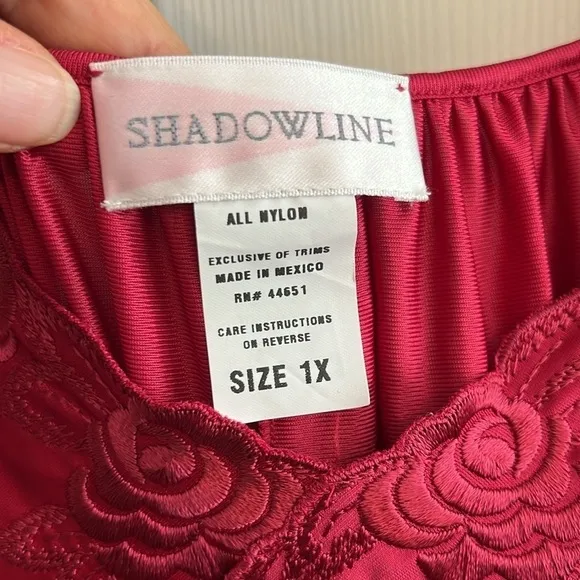 SHADOWLINE
ALL NYLON
EXCLUSIVE OF TRIMS
MADE IN MEXICO
RN# 44651
CARE INSTRUCTIONS
ON REVERSE
SIZE 1X